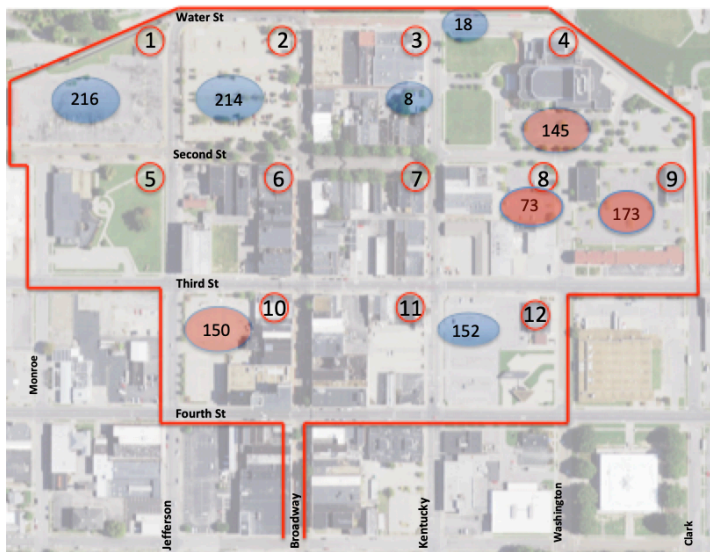 Water St
18
1
2
3
4
216
214
8
145
Second St
5
6
7
8
9
73
173
Third St
10
11
12
150
152
Monroe
Fourth St
Jefferson
Broadway
Kentucky
Washington
Clark